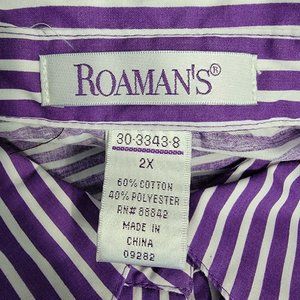 ROAMAN'S®
30-3343-8
2X
60% COTTON
40% POLYESTER
RN# 88842
MADE IN
CHINA
09282